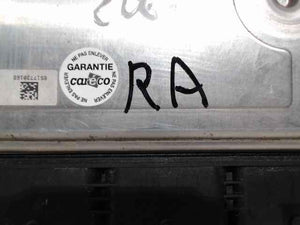 NE PAS ENLEVER
GARANTIE
careco
NE PAS ENLEVER
RA